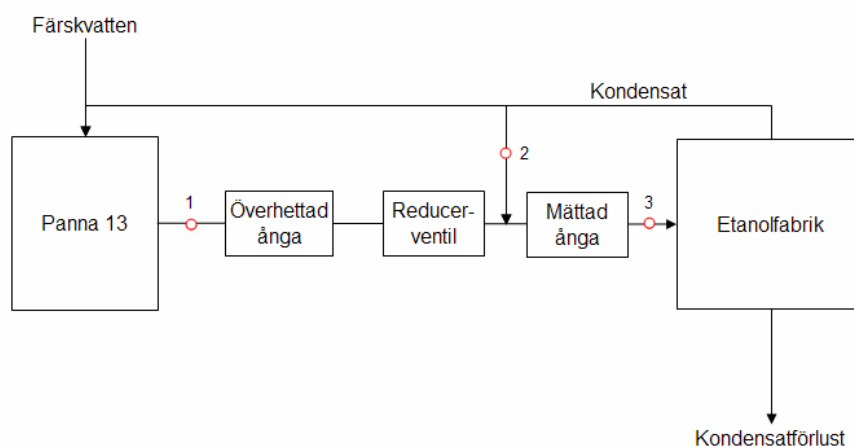 Färskvatten
Kondensat
2
1
3
Panna 13
Överhettad
ånga
Reducer-
ventil
Mättad
ånga
Etanolfabrik
Kondensatförlust